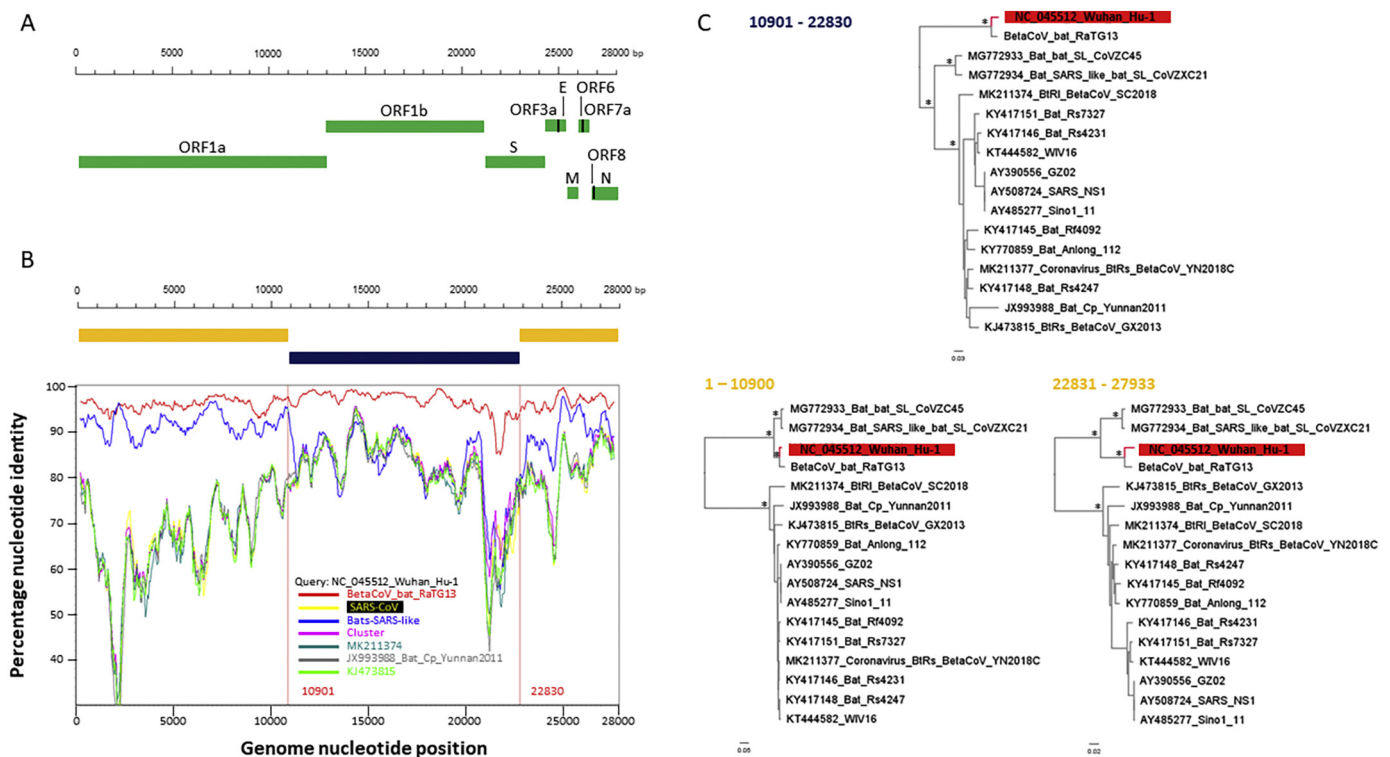 A
0 5000 10000 15000 20000 25000 28000 bp
E ORF6
ORF3a ORF7a
ORF1b
ORF1a
S
ORF8
M N
B
0 5000 10000 15000 20000 25000 28000 bp
Percentage nucleotide identity
100
90
80
70
60
50
40
Query: NC_045512_Wuhan_Hu-1
BetaCoV_bat_RaTG13
SARS-CoV
Bats-SARS-like
Cluster
MK211374
JX993988_Bat_Cp_Yunnan2011
KJ473815
10901
22830
0 5000 10000 15000 20000 25000 28000
Genome nucleotide position
C
10901 - 22830
* NC_045512_Wuhan_Hu-1
BetaCoV_bat_RaTG13
MG772933_Bat_bat_SL_CoVZC45
* MG772934_Bat_SARS_like_bat_SL_CoVZXC21
MK211374_BtRl_BetaCoV_SC2018
*
KY417151_Bat_Rs7327
KY417146_Bat_Rs4231
* KT444582_WIV16
AY390556_GZ02
AY508724_SARS_NS1
AY485277_Sino1_11
KY417145_Bat_Rf4092
KY770859_Bat_Anlong_112
MK211377_Coronavirus_BtRs_BetaCoV_YN2018C
KY417148_Bat_Rs4247
JX993988_Bat_Cp_Yunnan2011
KJ473815_BtRs_BetaCoV_GX2013
0.03
1 – 10900
MG772933_Bat_bat_SL_CoVZC45
* MG772934_Bat_SARS_like_bat_SL_CoVZXC21
*
NC_045512_Wuhan_Hu-1
* BetaCoV_bat_RaTG13
MK211374_BtRl_BetaCoV_SC2018
* JX993988_Bat_Cp_Yunnan2011
KJ473815_BtRs_BetaCoV_GX2013
KY770859_Bat_Anlong_112
AY390556_GZ02
AY508724_SARS_NS1
AY485277_Sino1_11
KY417145_Bat_Rf4092
KY417151_Bat_Rs7327
MK211377_Coronavirus_BtRs_BetaCoV_YN2018C
KY417146_Bat_Rs4231
KY417148_Bat_Rs4247
KT444582_WIV16
0.05
22831 - 27933
MG772933_Bat_bat_SL_CoVZC45
* MG772934_Bat_SARS_like_bat_SL_CoVZXC21
*
* NC_045512_Wuhan_Hu-1
BetaCoV_bat_RaTG13
KJ473815_BtRs_BetaCoV_GX2013
* JX993988_Bat_Cp_Yunnan2011
MK211374_BtRl_BetaCoV_SC2018
MK211377_Coronavirus_BtRs_BetaCoV_YN2018C
KY417148_Bat_Rs4247
KY417145_Bat_Rf4092
KY770859_Bat_Anlong_112
KY417146_Bat_Rs4231
KY417151_Bat_Rs7327
KT444582_WIV16
AY390556_GZ02
AY508724_SARS_NS1
AY485277_Sino1_11
0.02